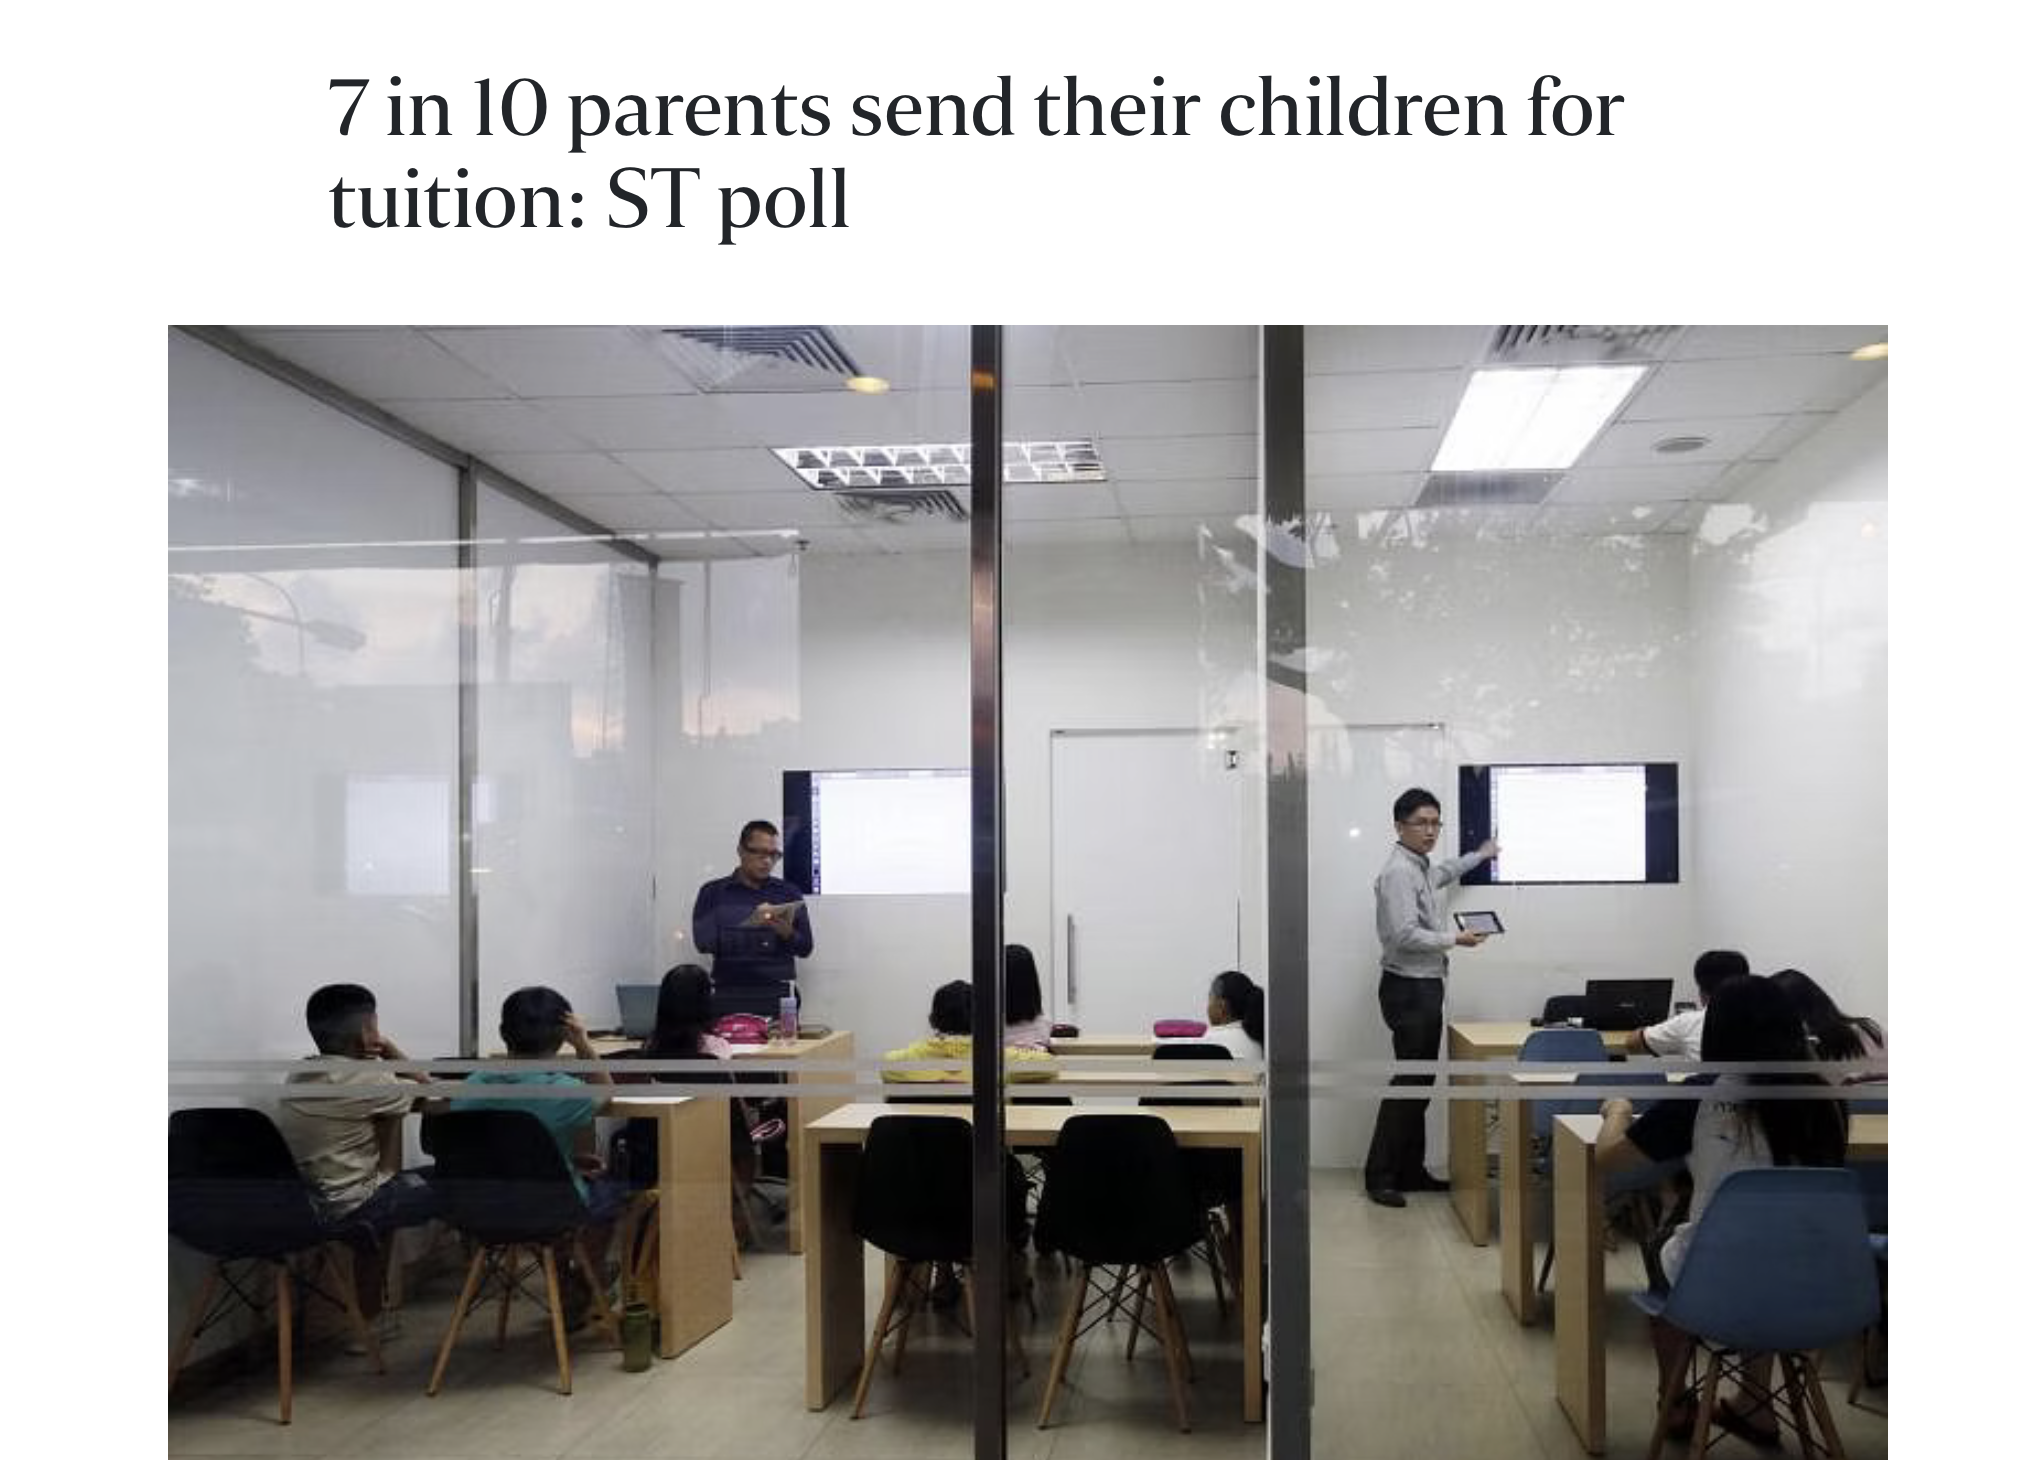 7 in 10 parents send their children for
tuition: ST poll